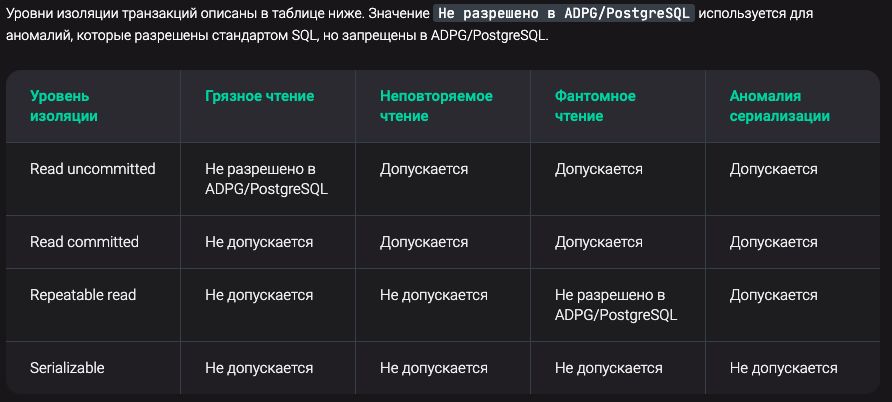 Уровни изоляции транзакций описаны в таблице ниже. Значение Не разрешено в ADPG/PostgreSQL используется для
аномалий, которые разрешены стандартом SQL, но запрещены в ADPG/PostgreSQL.
Уровень изоляции Грязное чтение Неповторяемое чтение Фантомное чтение Аномалия сериализации
Read uncommitted Не разрешено в ADPG/PostgreSQL Допускается Допускается Допускается
Read committed Не допускается Допускается Допускается Допускается
Repeatable read Не допускается Не допускается Не разрешено в ADPG/PostgreSQL Допускается
Serializable Не допускается Не допускается Не допускается Не допускается